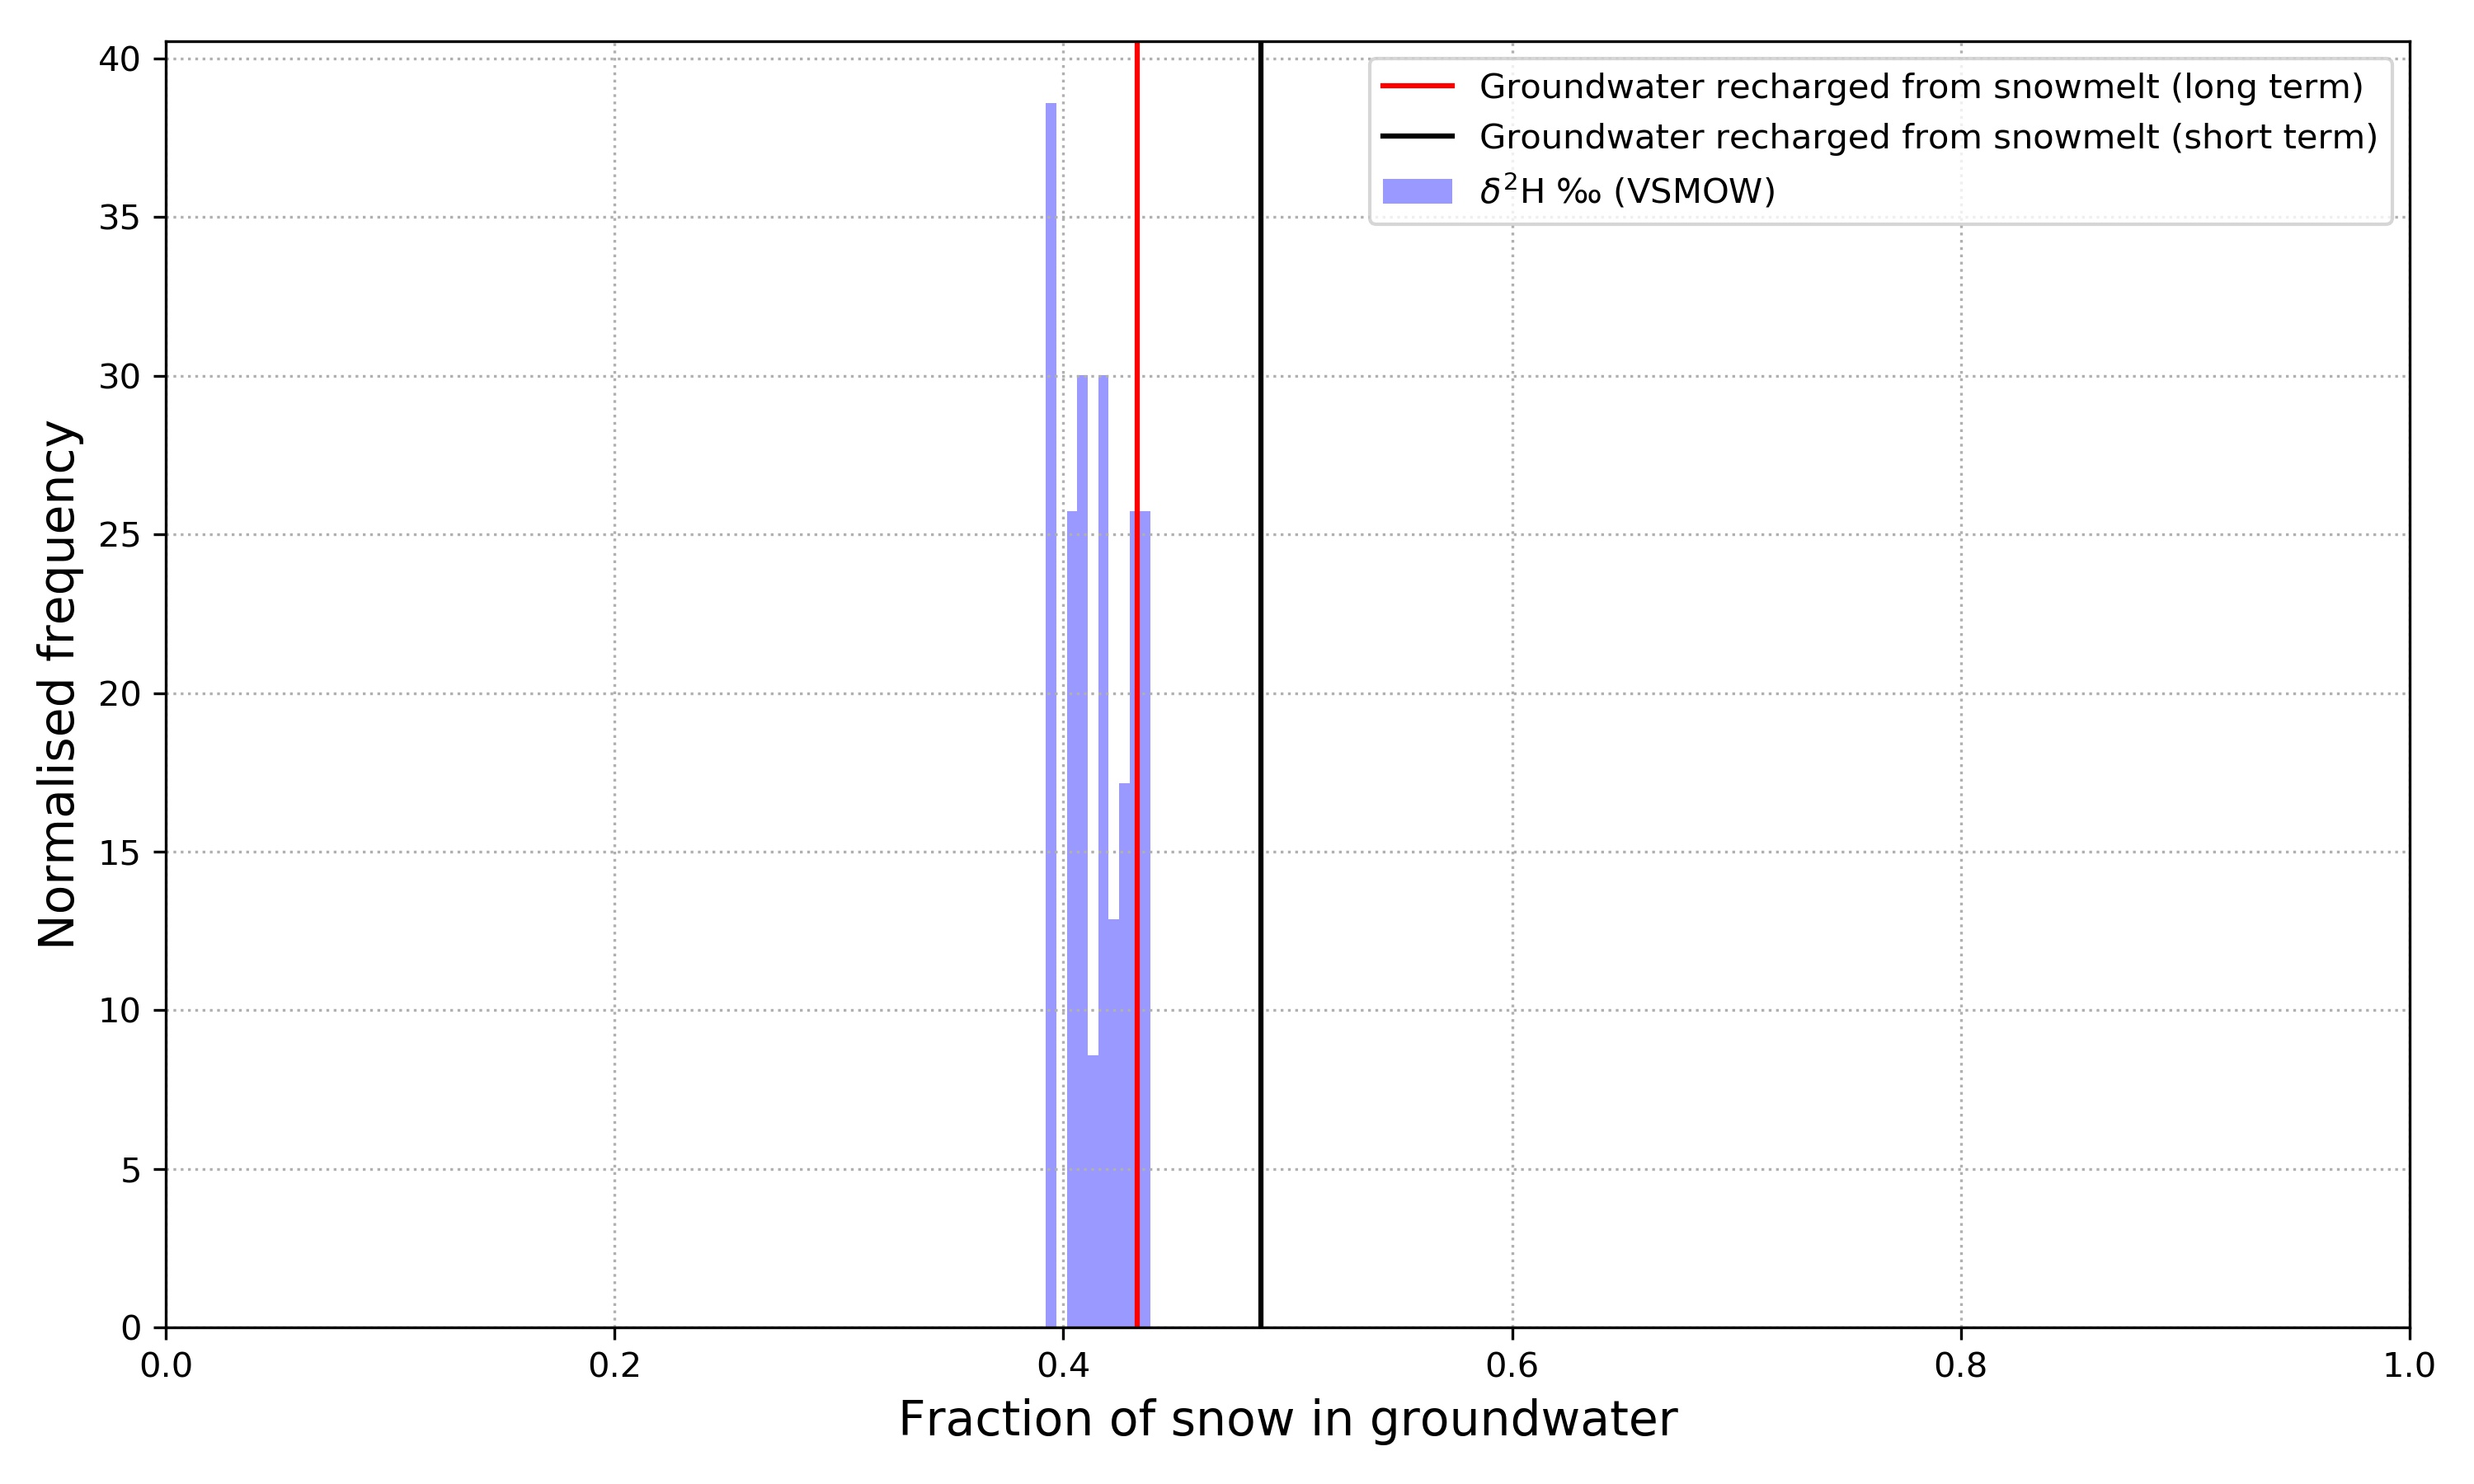 Groundwater recharged from snowmelt (long term)
Groundwater recharged from snowmelt (short term)
δ²H ‰ (VSMOW)
Normalised frequency
40
35
30
25
20
15
10
5
0
0.0 0.2 0.4 0.6 0.8 1.0
Fraction of snow in groundwater